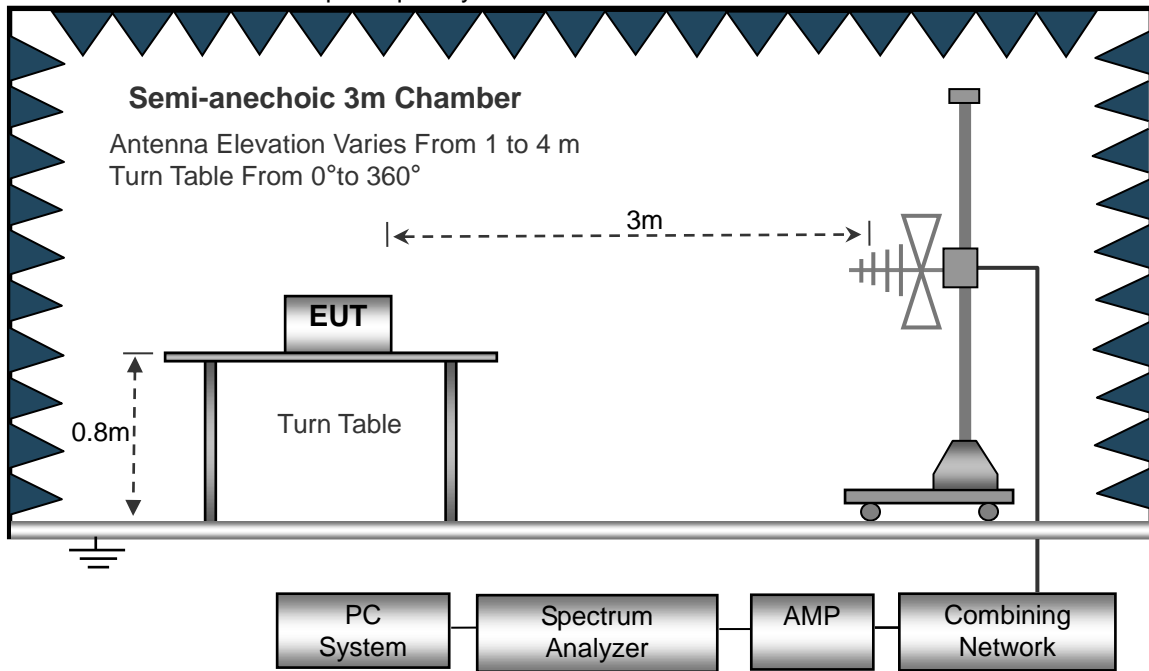 Semi-anechoic 3m Chamber
Antenna Elevation Varies From 1 to 4 m
Turn Table From 0°to 360°
3m
EUT
0.8m
Turn Table
PC
System
Spectrum
Analyzer
AMP
Combining
Network